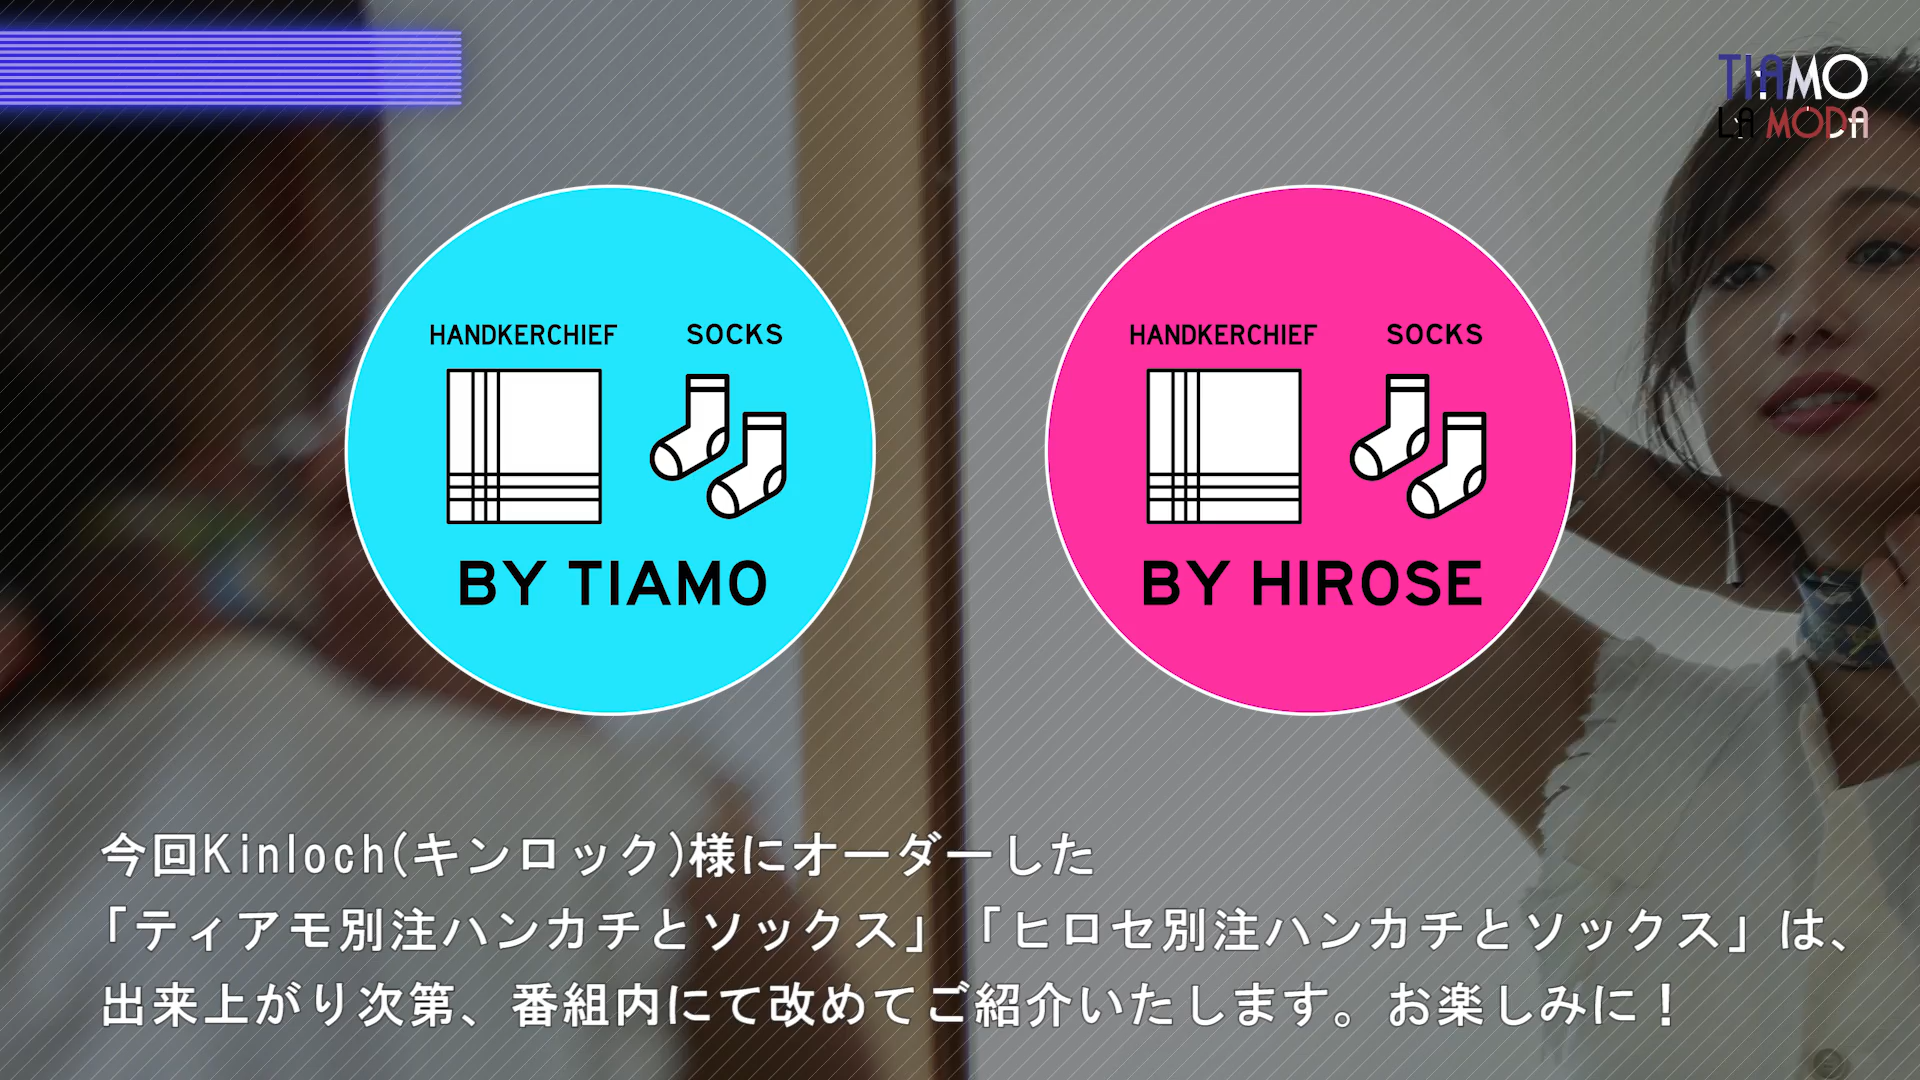 TIAMO
LA MODA
HANDKERCHIEF
SOCKS
BY TIAMO
HANDKERCHIEF
SOCKS
BY HIROSE
今回Kinloch(キンロック)様にオーダーした
「ティアモ別注ハンカチとソックス」「ヒロセ別注ハンカチとソックス」は、
出来上がり次第、番組内にて改めてご紹介いたします。お楽しみに！